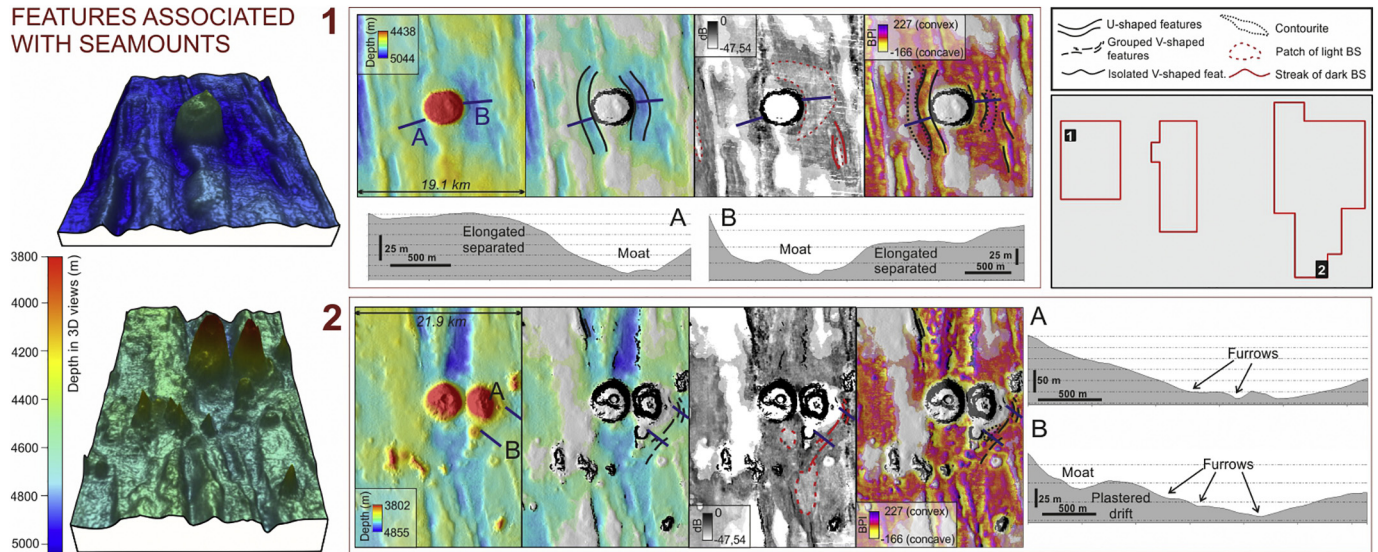 FEATURES ASSOCIATED
WITH SEAMOUNTS
3800
4000
4200
4400
4600
4800
5000
Depth in 3D views (m)
1
Depth (m)
4438
5044
A
B
19.1 km
dB
0
-47,54
BPI
227 (convex)
-166 (concave)
Elongated
separated
Moat
A
25 m
500 m
B
Moat
Elongated
separated
25 m
500 m
U-shaped features
Grouped V-shaped
features
Isolated V-shaped feat.
Contourite
Patch of light BS
Streak of dark BS
1
2
2
21.9 km
A
B
Depth (m)
3802
4855
dB
0
-47,54
BPI
227 (convex)
-166 (concave)
A
Furrows
50 m
500 m
B
Moat
Furrows
Plastered
drift
25 m
500 m